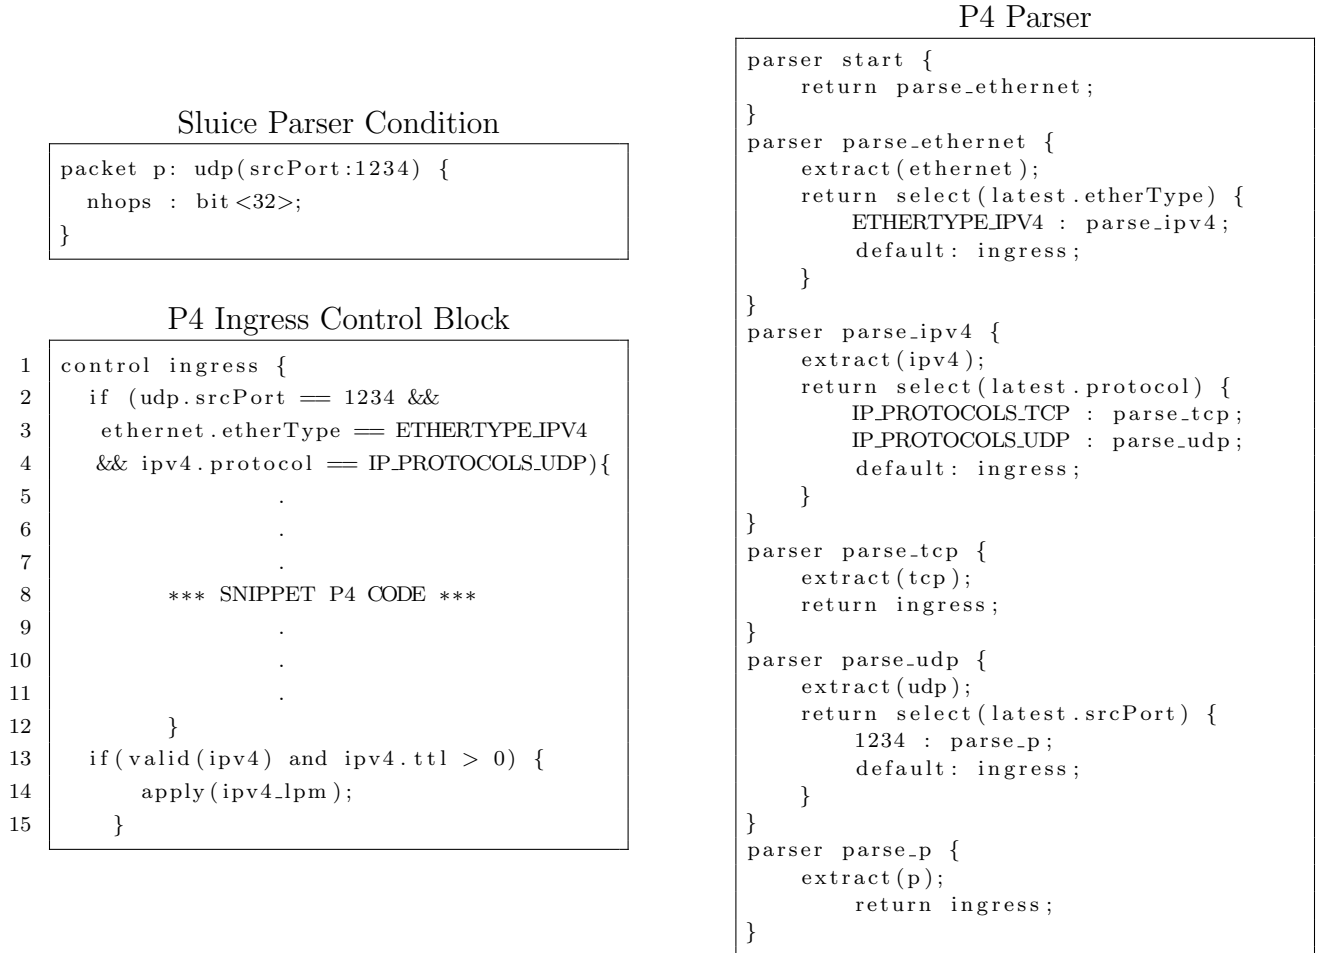 Sluice Parser Condition
packet p: udp(srcPort:1234) {
nhops : bit<32>;
}
P4 Ingress Control Block
1 control ingress {
2 if (udp.srcPort == 1234 &&
3 ethernet.etherType == ETHERTYPE_IPV4
4 && ipv4.protocol == IP_PROTOCOLS_UDP){
5 .
6 .
7 .
8 *** SNIPPET P4 CODE ***
9 .
10 .
11 .
12 }
13 if(valid(ipv4) and ipv4.ttl > 0) {
14 apply(ipv4_lpm);
15 }
P4 Parser
parser start {
return parse_ethernet;
}
parser parse_ethernet {
extract(ethernet);
return select(latest.etherType) {
ETHERTYPE_IPV4 : parse_ipv4;
default: ingress;
}
}
parser parse_ipv4 {
extract(ipv4);
return select(latest.protocol) {
IP_PROTOCOLS_TCP : parse_tcp;
IP_PROTOCOLS_UDP : parse_udp;
default: ingress;
}
}
parser parse_tcp {
extract(tcp);
return ingress;
}
parser parse_udp {
extract(udp);
return select(latest.srcPort) {
1234 : parse_p;
default: ingress;
}
}
parser parse_p {
extract(p);
return ingress;
}